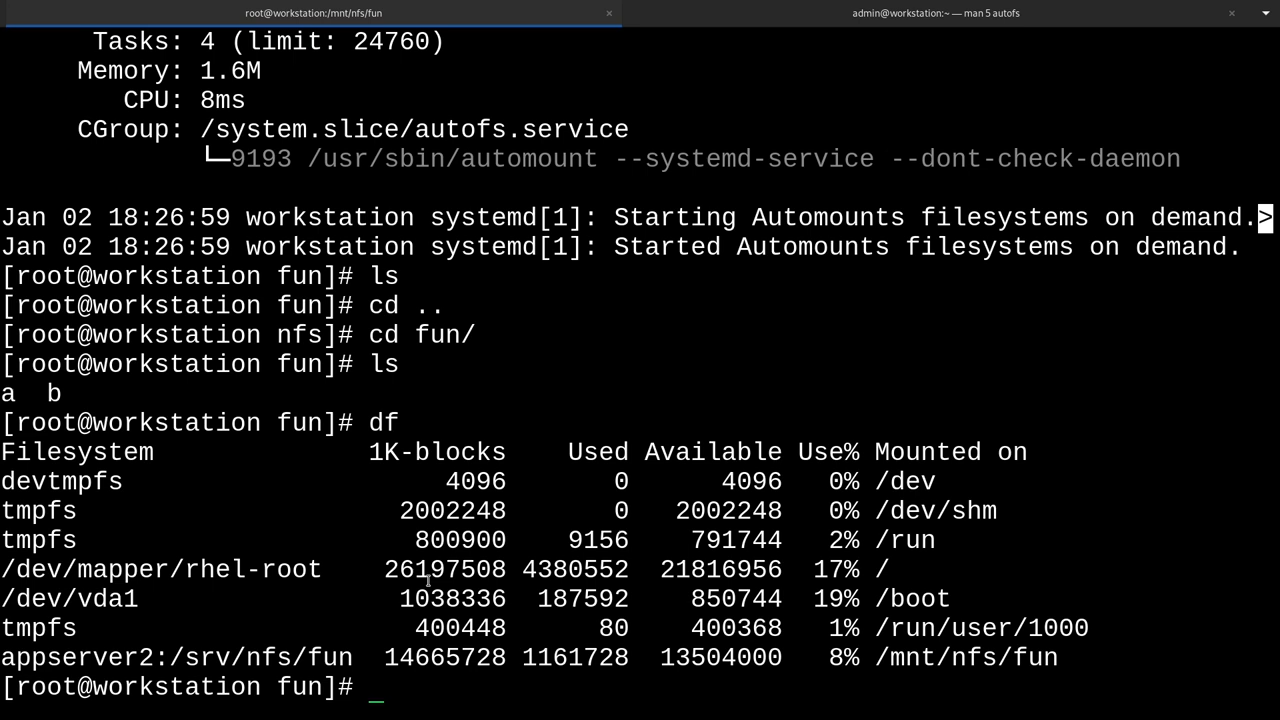 root@workstation:/mnt/nfs/fun × admin@workstation:~ — man 5 autofs ×
Tasks: 4 (limit: 24760)
Memory: 1.6M
CPU: 8ms
CGroup: /system.slice/autofs.service
└─9193 /usr/sbin/automount --systemd-service --dont-check-daemon
Jan 02 18:26:59 workstation systemd[1]: Starting Automounts filesystems on demand.>
Jan 02 18:26:59 workstation systemd[1]: Started Automounts filesystems on demand.
[root@workstation fun]# ls
[root@workstation fun]# cd ..
[root@workstation nfs]# cd fun/
[root@workstation fun]# ls
a  b
[root@workstation fun]# df
Filesystem              1K-blocks    Used Available Use% Mounted on
devtmpfs                     4096       0      4096   0% /dev
tmpfs                     2002248       0   2002248   0% /dev/shm
tmpfs                      800900    9156    791744   2% /run
/dev/mapper/rhel-root    26197508 4380552  21816956  17% /
/dev/vda1                 1038336  187592    850744  19% /boot
tmpfs                      400448      80    400368   1% /run/user/1000
appserver2:/srv/nfs/fun  14665728 1161728  13504000   8% /mnt/nfs/fun
[root@workstation fun]# _